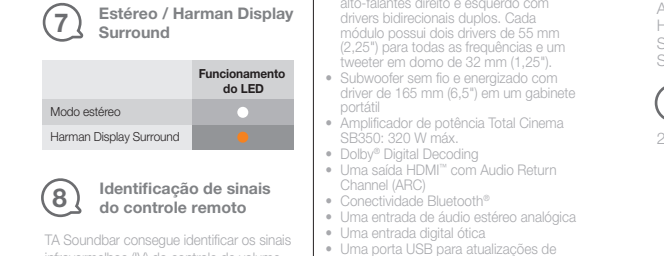 7
Estéreo / Harman Display
Surround
Funcionamento
do LED
Modo estéreo
Harman Display Surround
8
Identificação de sinais
do controle remoto
TA Soundbar consegue identificar os sinais
alto-falantes direito e esquerdo com
drivers bidirecionais duplos. Cada
módulo possui dois drivers de 55 mm
(2,25") para todas as frequências e um
tweeter em domo de 32 mm (1,25").
• Subwoofer sem fio e energizado com
driver de 165 mm (6,5") em um gabinete
portátil
• Amplificador de potência Total Cinema
SB350: 320 W máx.
• Dolby® Digital Decoding
• Uma saída HDMI™ com Audio Return
Channel (ARC)
• Conectividade Bluetooth®
• Uma entrada de áudio estéreo analógica
• Uma entrada digital ótica
• Uma porta USB para atualizações de